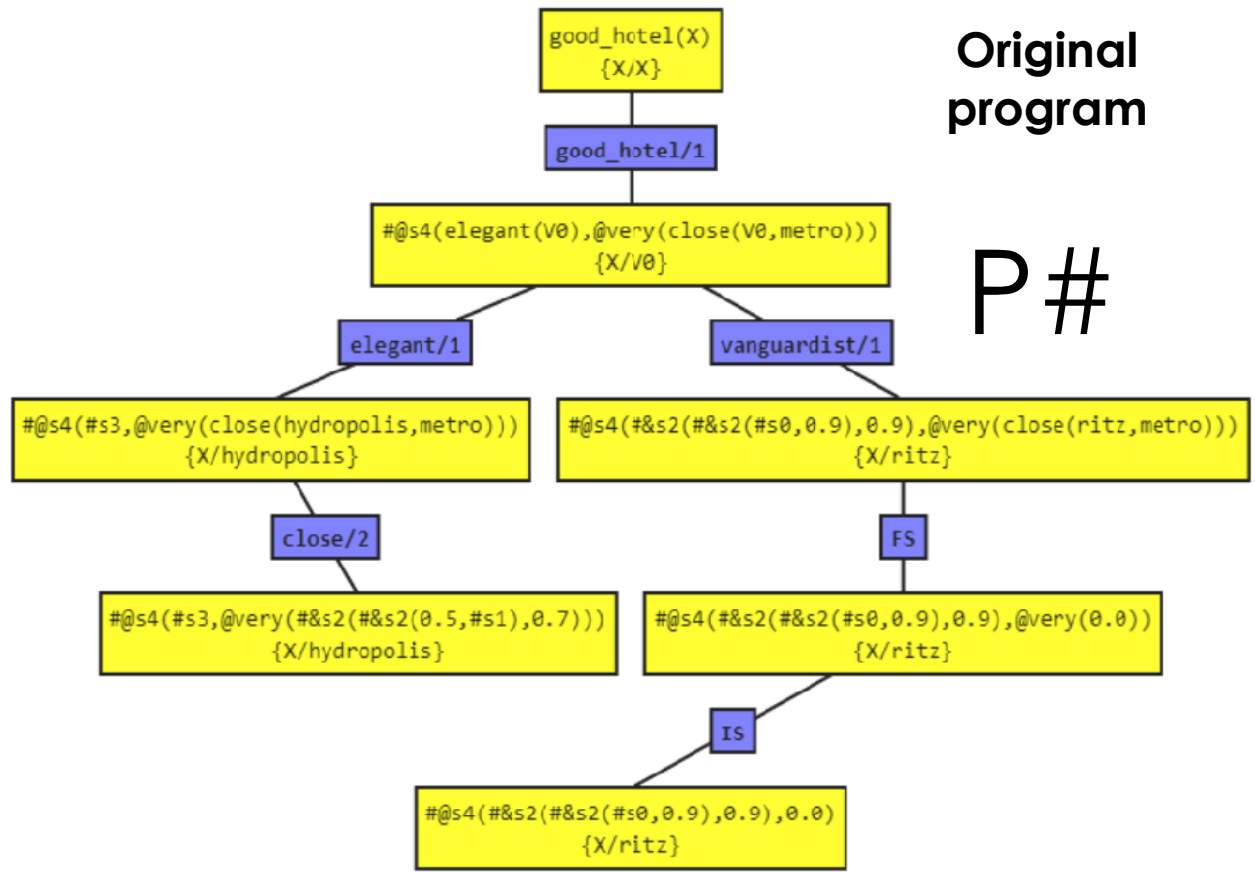 good_hotel(X)
{X/X}
Original
program
good_hotel/1
#@s4(elegant(V0),@very(close(V0,metro)))
{X/V0}
P#
elegant/1
vanguardist/1
#@s4(#s3,@very(close(hydropolis,metro)))
{X/hydropolis}
#@s4(#&s2(#&s2(#s0,0.9),0.9),@very(close(ritz,metro)))
{X/ritz}
close/2
FS
#@s4(#s3,@very(#&s2(#&s2(0.5,#s1),0.7)))
{X/hydropolis}
#@s4(#&s2(#&s2(#s0,0.9),0.9),@very(0.0))
{X/ritz}
IS
#@s4(#&s2(#&s2(#s0,0.9),0.9),0.0)
{X/ritz}